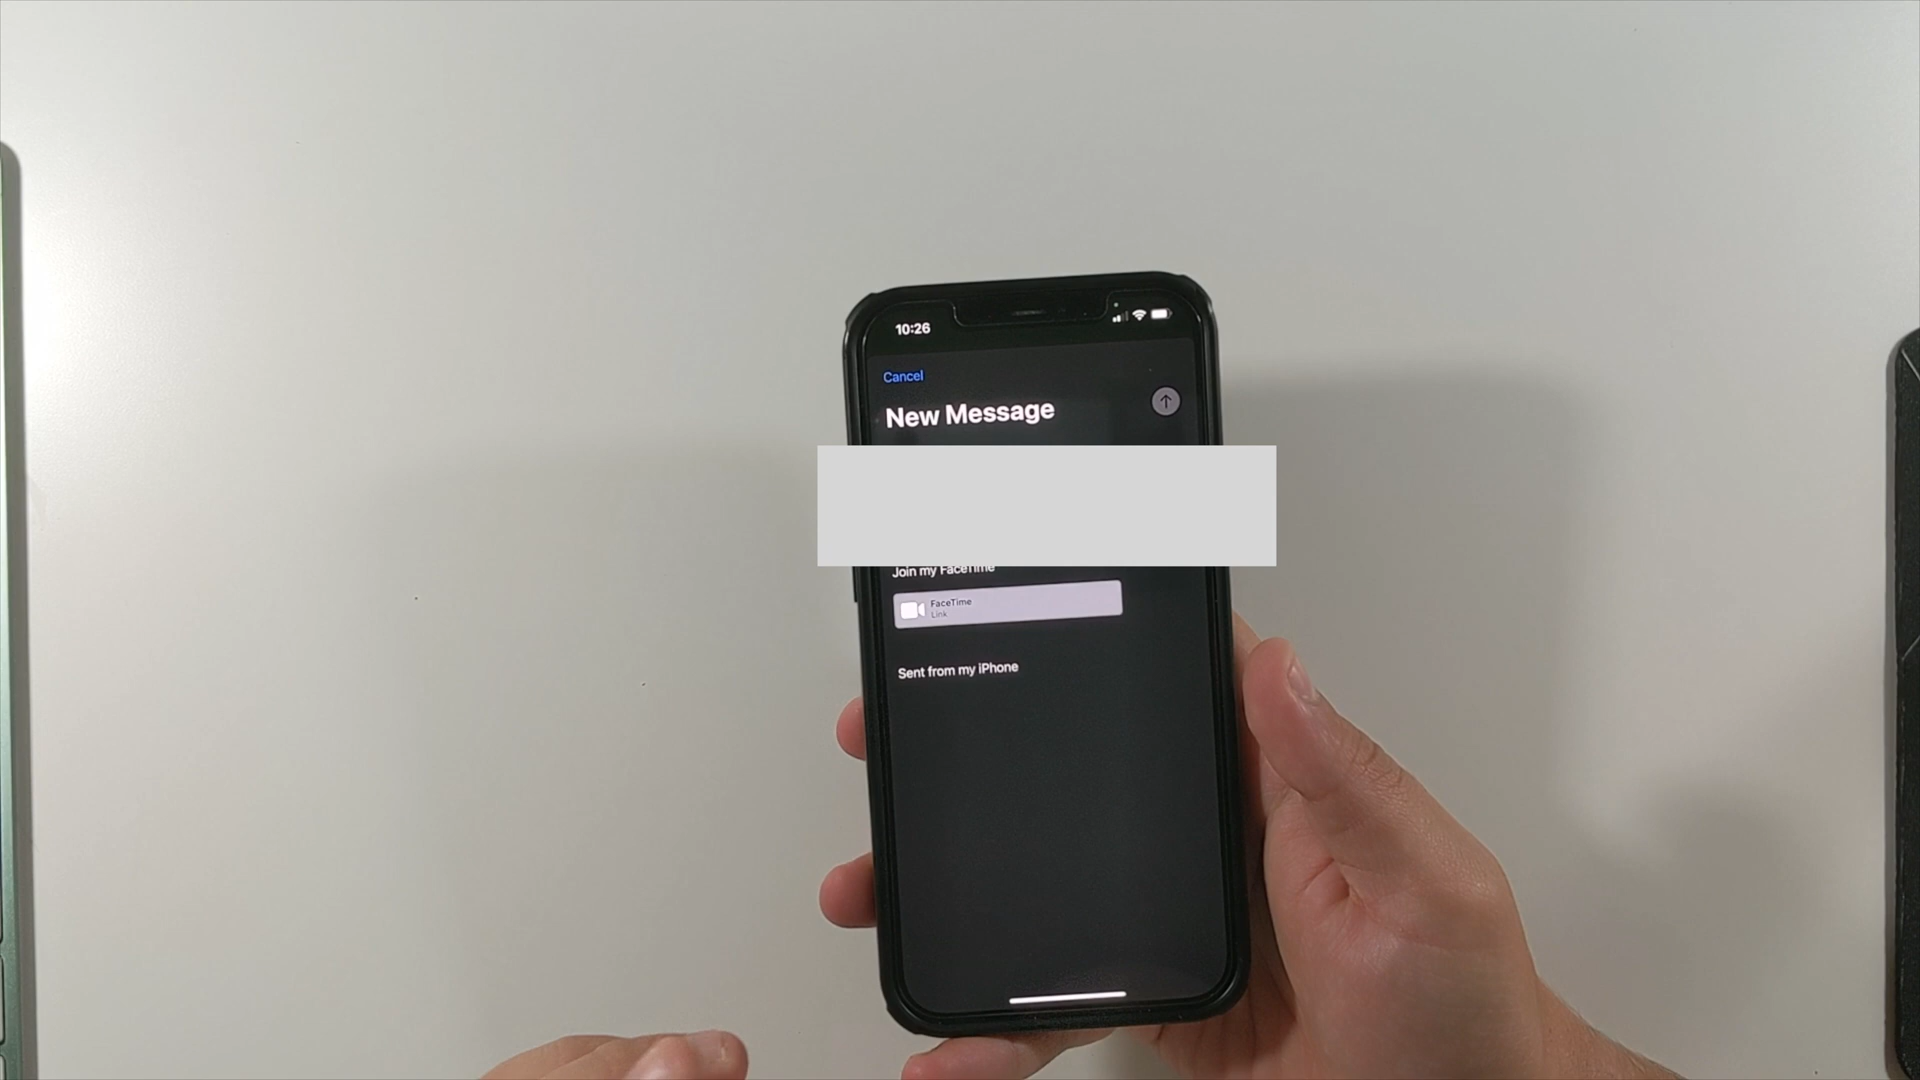 10:26
Cancel
New Message
Join my FaceTime
FaceTime
Link
Sent from my iPhone